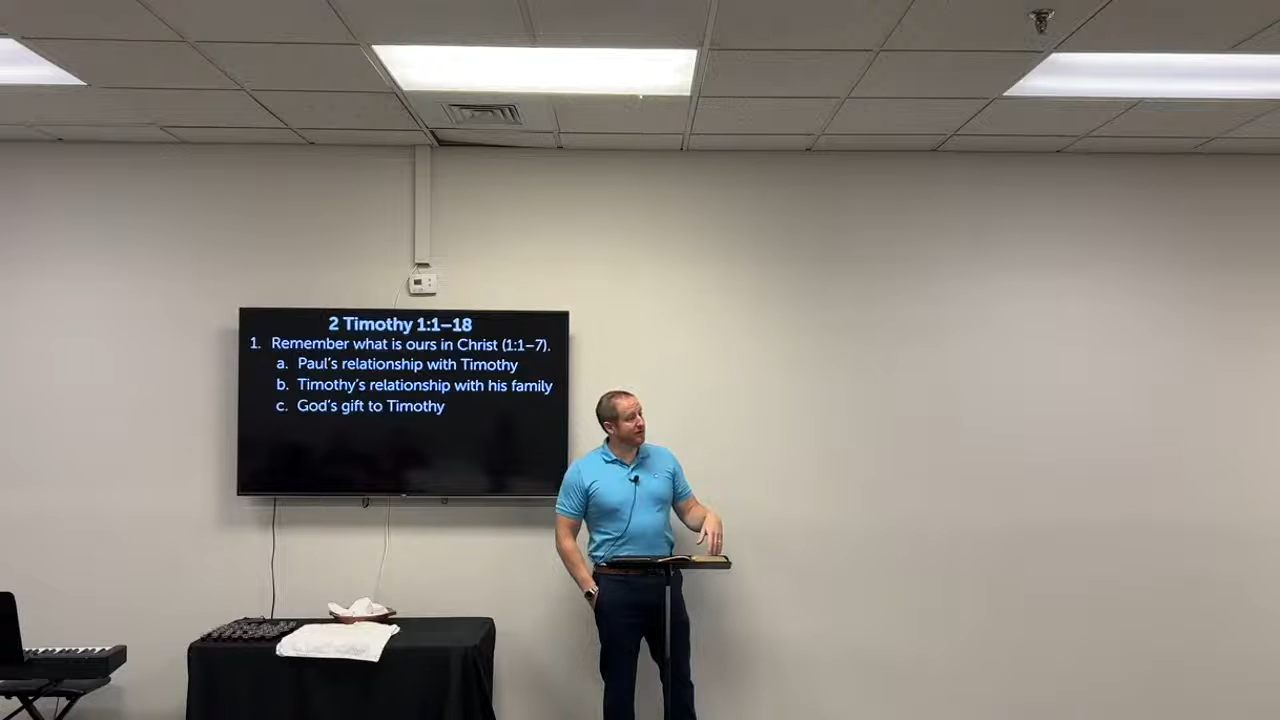 2 Timothy 1:1–18
1. Remember what is ours in Christ (1:1–7).
a. Paul's relationship with Timothy
b. Timothy's relationship with his family
c. God's gift to Timothy